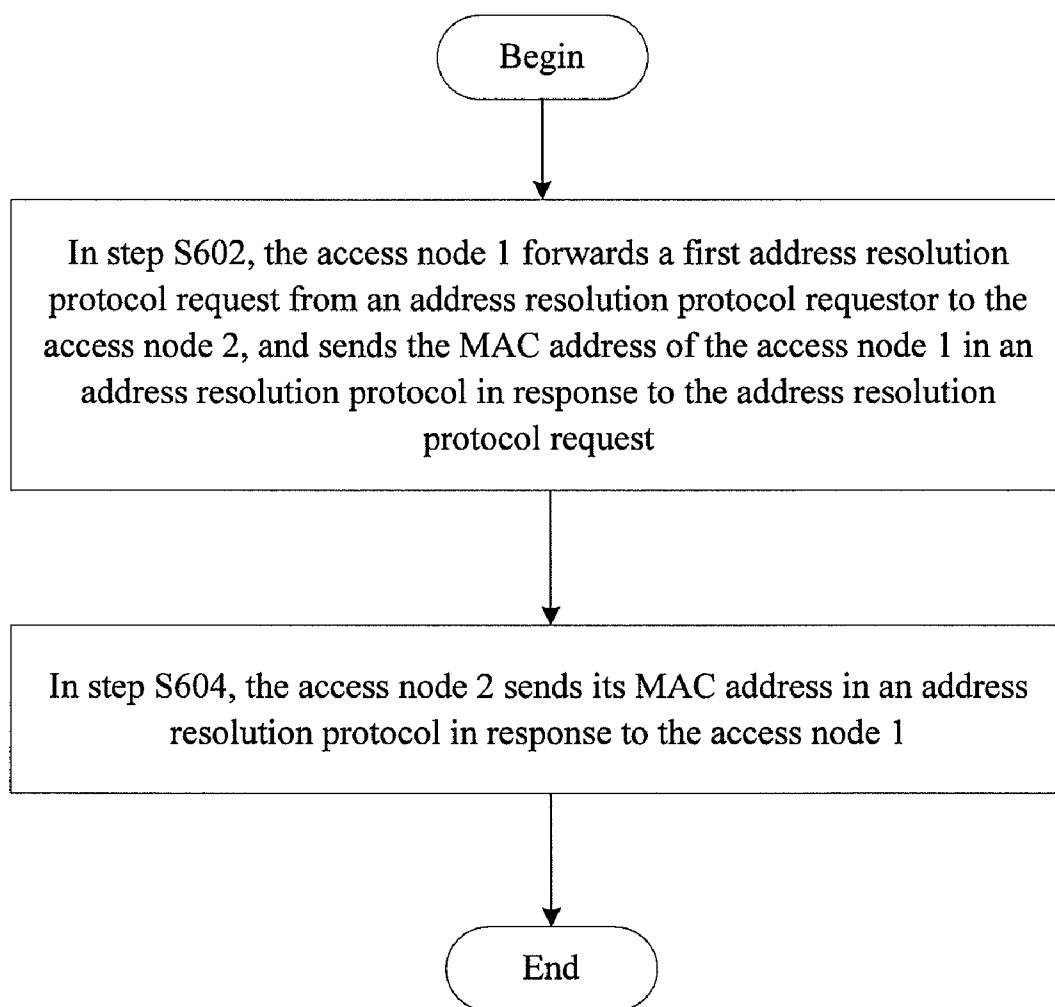 Begin
In step S602, the access node 1 forwards a first address resolution
protocol request from an address resolution protocol requestor to the
access node 2, and sends the MAC address of the access node 1 in an
address resolution protocol in response to the address resolution
protocol request
In step S604, the access node 2 sends its MAC address in an address
resolution protocol in response to the access node 1
End